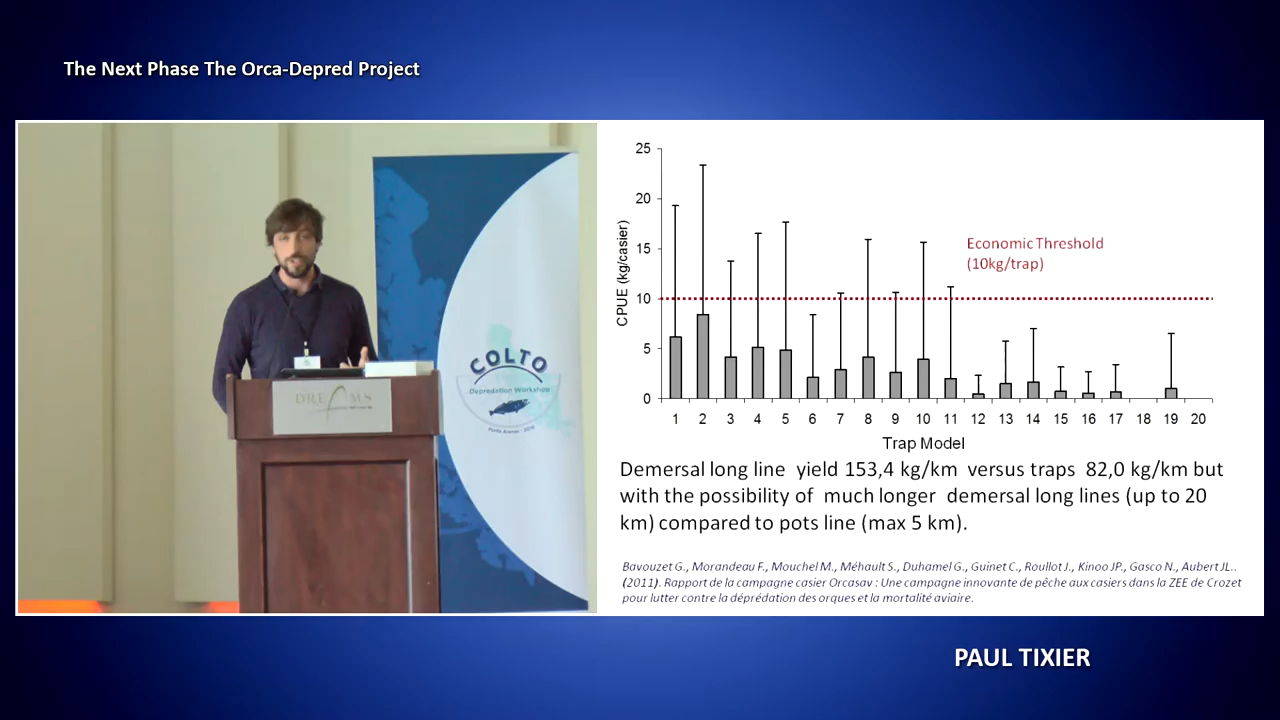 The Next Phase The Orca-Depred Project
DREAMS
COLTO
Depredation Workshop
Punta Arenas - 2016
25
20
15
10
5
0
CPUE (kg/casier)
Economic Threshold
(10kg/trap)
1 2 3 4 5 6 7 8 9 10 11 12 13 14 15 16 17 18 19 20
Trap Model
Demersal long line yield 153,4 kg/km versus traps 82,0 kg/km but
with the possibility of much longer demersal long lines (up to 20
km) compared to pots line (max 5 km).
Bavouzet G., Morandeau F., Mouchel M., Méhault S., Duhamel G., Guinet C., Roullot J., Kinoo JP., Gasco N., Aubert JL..
(2011). Rapport de la campagne casier Orcasav : Une campagne innovante de pêche aux casiers dans la ZEE de Crozet
pour lutter contre la déprédation des orques et la mortalité aviaire.
PAUL TIXIER